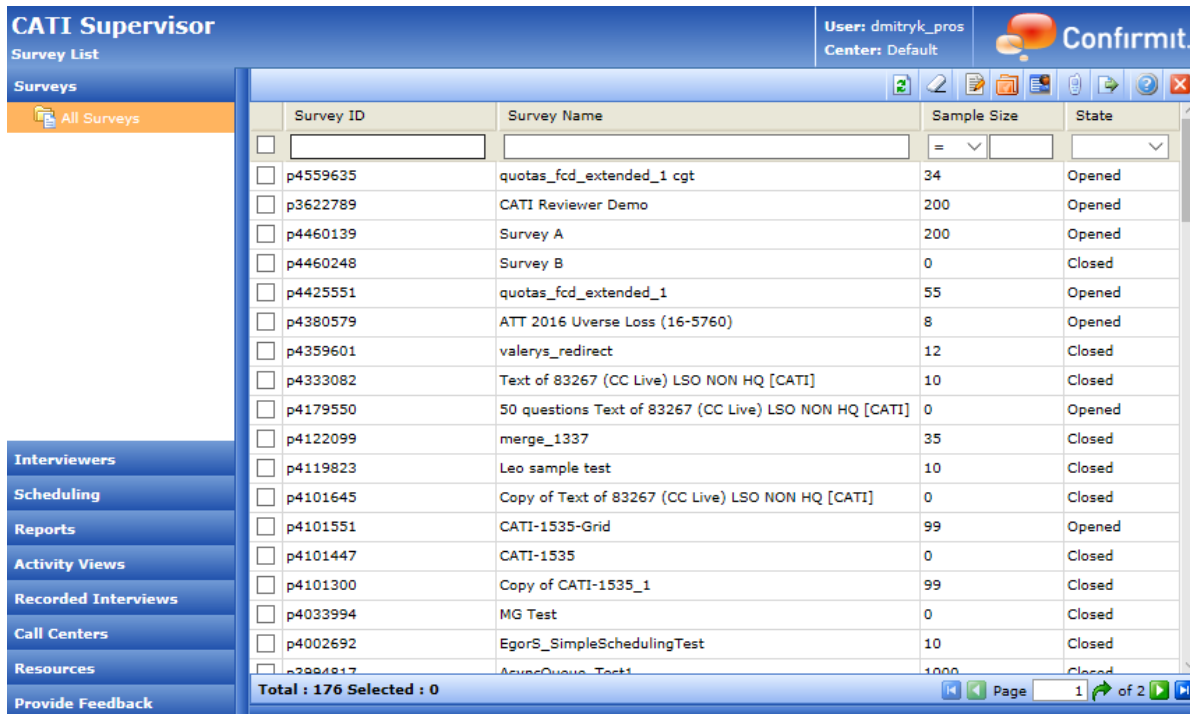 CATI Supervisor
Survey List
User: dmitryk_pros
Center: Default
Confirmit.
Surveys
All Surveys
Survey ID Survey Name Sample Size State
=
p4559635 quotas_fcd_extended_1 cgt 34 Opened
p3622789 CATI Reviewer Demo 200 Opened
p4460139 Survey A 200 Opened
p4460248 Survey B 0 Closed
p4425551 quotas_fcd_extended_1 55 Opened
p4380579 ATT 2016 Uverse Loss (16-5760) 8 Opened
p4359601 valerys_redirect 12 Closed
p4333082 Text of 83267 (CC Live) LSO NON HQ [CATI] 10 Closed
p4179550 50 questions Text of 83267 (CC Live) LSO NON HQ [CATI] 0 Opened
p4122099 merge_1337 35 Closed
p4119823 Leo sample test 10 Closed
p4101645 Copy of Text of 83267 (CC Live) LSO NON HQ [CATI] 0 Closed
p4101551 CATI-1535-Grid 99 Opened
p4101447 CATI-1535 0 Closed
p4101300 Copy of CATI-1535_1 99 Closed
p4033994 MG Test 0 Closed
p4002692 EgorS_SimpleSchedulingTest 10 Closed
p3994817 AsyncQueue_Test1 1000 Closed
Interviewers
Scheduling
Reports
Activity Views
Recorded Interviews
Call Centers
Resources
Provide Feedback
Total : 176 Selected : 0
Page 1 of 2